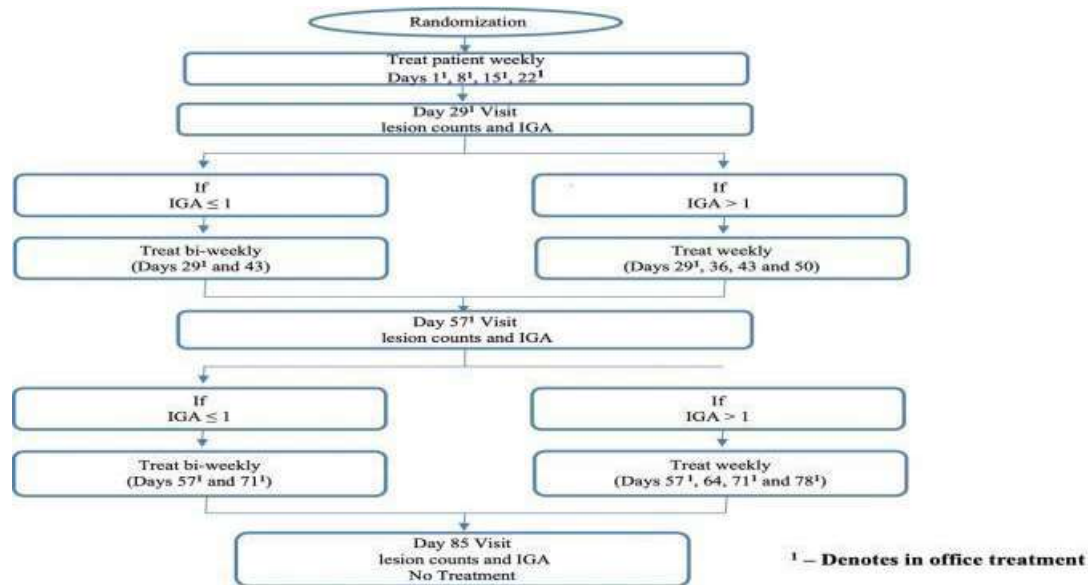 Randomization
Treat patient weekly
Days 1¹, 8¹, 15¹, 22¹
Day 29¹ Visit
lesion counts and IGA
If
IGA ≤ 1
If
IGA > 1
Treat bi-weekly
(Days 29¹ and 43)
Treat weekly
(Days 29¹, 36, 43 and 50)
Day 57¹ Visit
lesion counts and IGA
If
IGA ≤ 1
If
IGA > 1
Treat bi-weekly
(Days 57¹ and 71¹)
Treat weekly
(Days 57¹, 64, 71¹ and 78¹)
Day 85 Visit
lesion counts and IGA
No Treatment
¹ – Denotes in office treatment